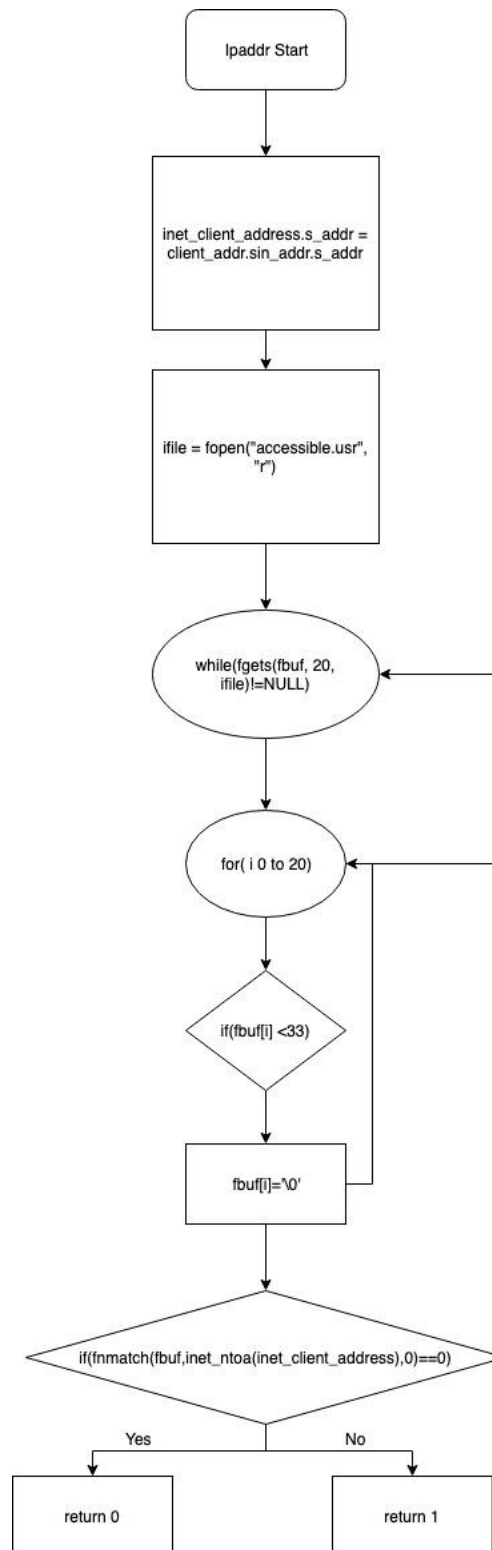 Ipaddr Start
inet_client_address.s_addr =
client_addr.sin_addr.s_addr
ifile = fopen("accessible.usr",
"r")
while(fgets(fbuf, 20,
ifile)!=NULL)
for( i 0 to 20)
if(fbuf[i] <33)
fbuf[i]='\0'
if(fnmatch(fbuf,inet_ntoa(inet_client_address),0)==0)
Yes
No
return 0
return 1